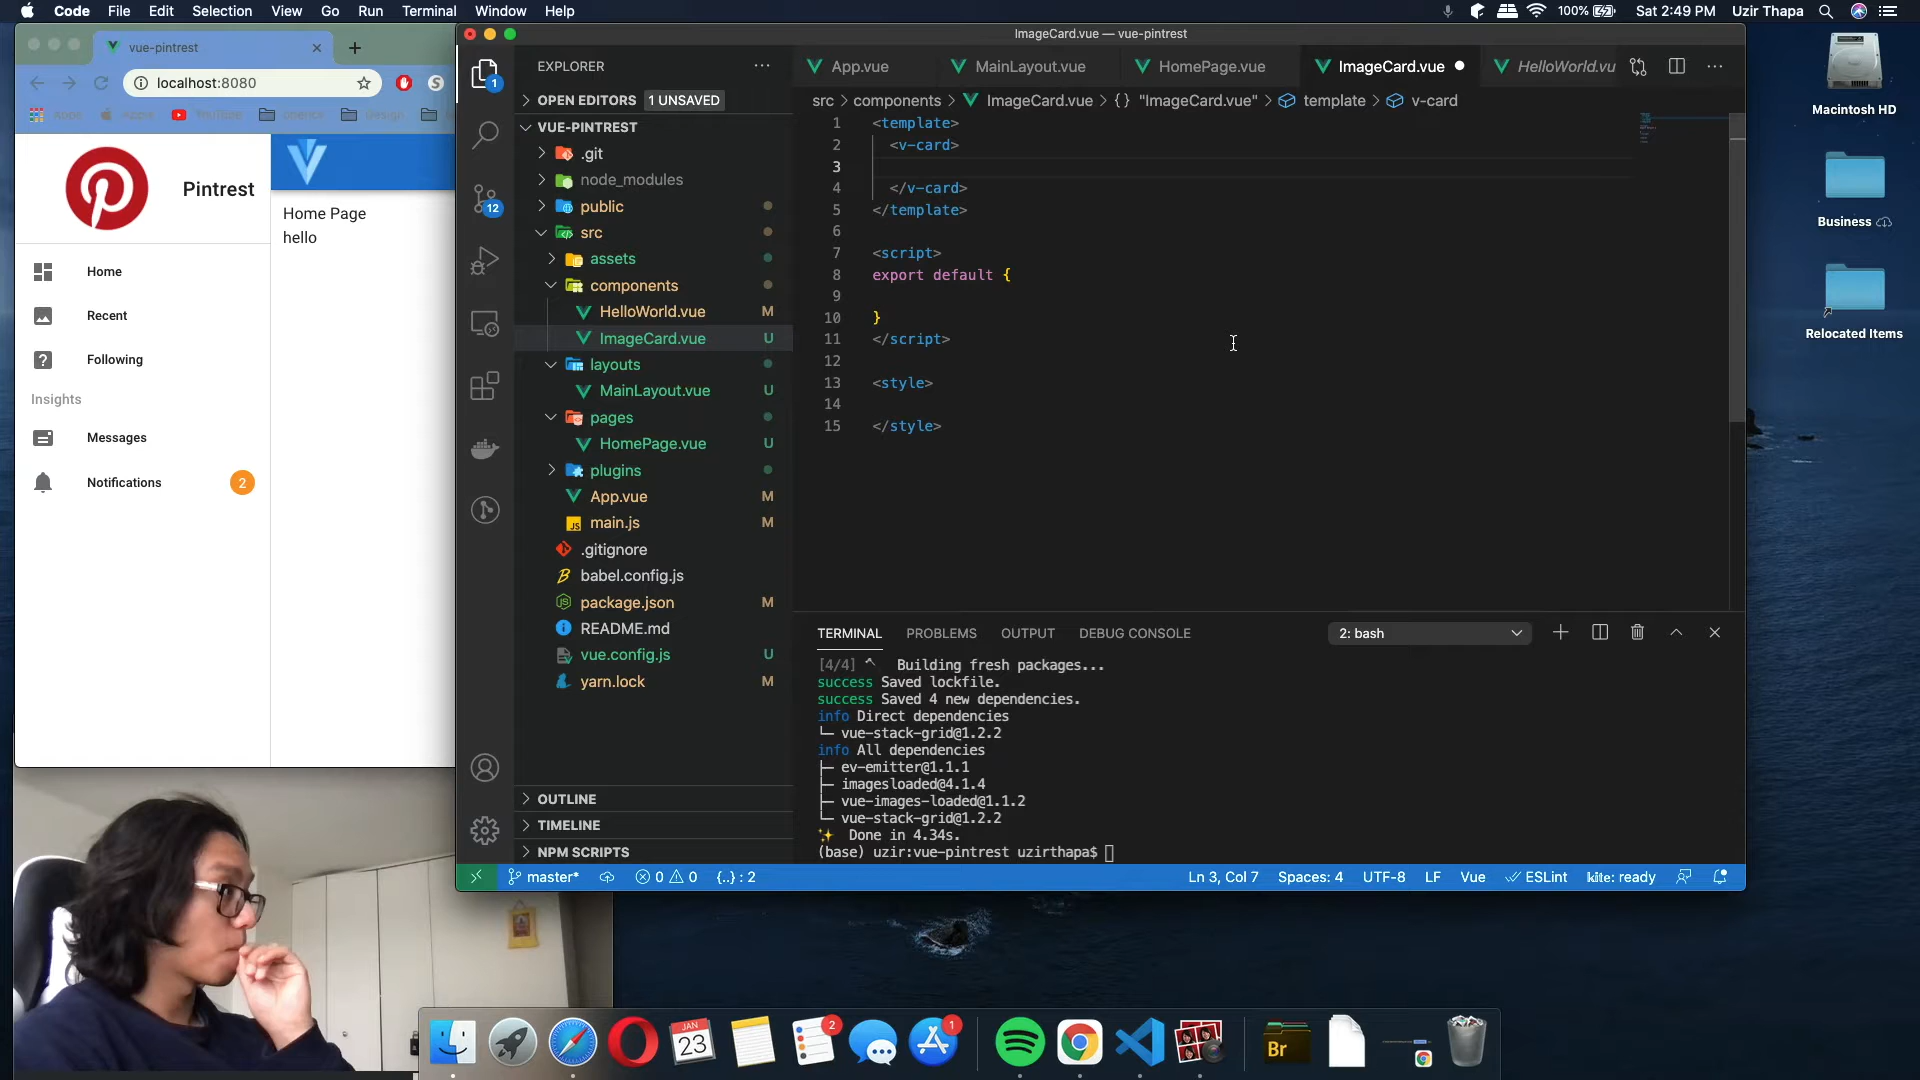 Code File Edit Selection View Go Run Terminal Window Help
100% Sat 2:49 PM Uzir Thapa
vue-pintrest
localhost:8080
Apps Apple YouTube Design
Pintrest
Home
Recent
Following
Insights
Messages
Notifications 2
Home Page
hello
ImageCard.vue — vue-pintrest
EXPLORER
OPEN EDITORS 1 UNSAVED
VUE-PINTREST
.git
node_modules
public
src
assets
components
HelloWorld.vue M
ImageCard.vue U
layouts
MainLayout.vue U
pages
HomePage.vue U
plugins
App.vue M
JS main.js M
.gitignore
babel.config.js
package.json M
README.md
vue.config.js U
yarn.lock M
OUTLINE
TIMELINE
NPM SCRIPTS
1
12
App.vue MainLayout.vue HomePage.vue ImageCard.vue HelloWorld.vu
src > components > ImageCard.vue > {} "ImageCard.vue" > template > v-card
1 <template>
2 <v-card>
3
4 </v-card>
5 </template>
6
7 <script>
8 export default {
9
10 }
11 </script>
12
13 <style>
14
15 </style>
TERMINAL PROBLEMS OUTPUT DEBUG CONSOLE 2: bash
[4/4] Building fresh packages...
success Saved lockfile.
success Saved 4 new dependencies.
info Direct dependencies
└─ vue-stack-grid@1.2.2
info All dependencies
├─ ev-emitter@1.1.1
├─ imagesloaded@4.1.4
├─ vue-images-loaded@1.1.2
└─ vue-stack-grid@1.2.2
✨ Done in 4.34s.
(base) uzir:vue-pintrest uzirthapa$
master* 0 0 {..} : 2 Ln 3, Col 7 Spaces: 4 UTF-8 LF Vue ESLint kite: ready
Macintosh HD
Business
Relocated Items
JAN
23
2
1
Br